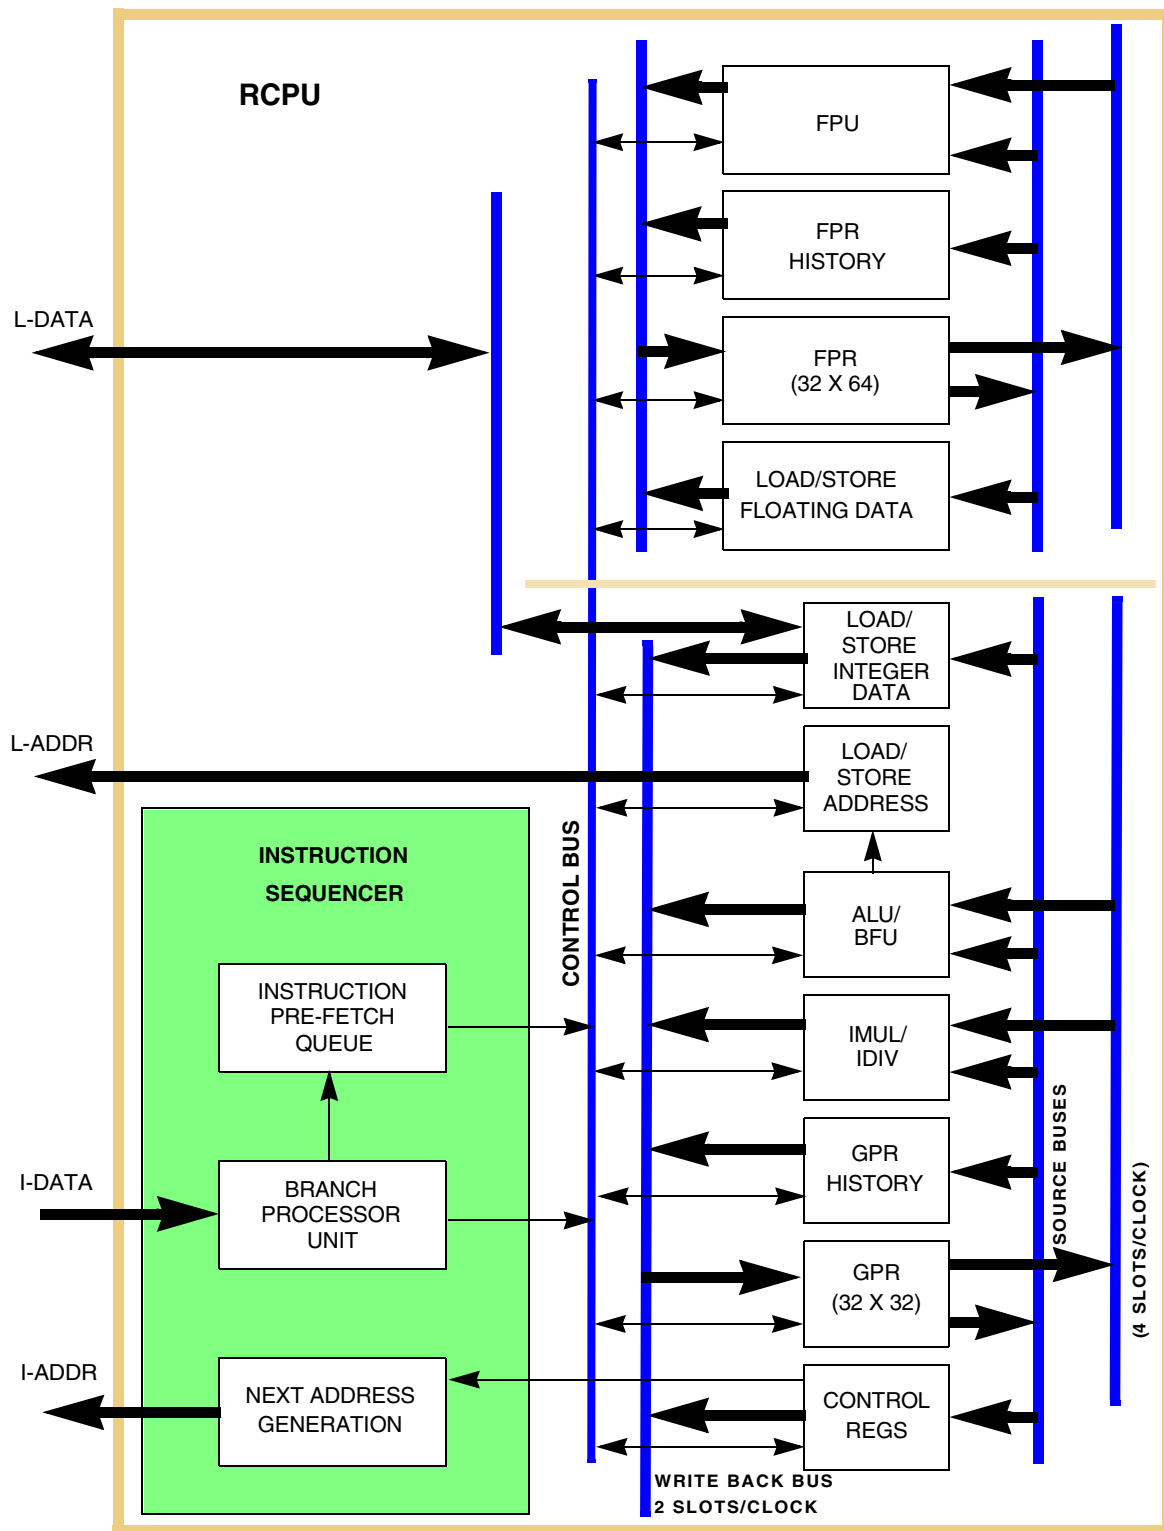 RCPU
FPU
FPR
HISTORY
L-DATA
FPR
(32 X 64)
LOAD/STORE
FLOATING DATA
LOAD/
STORE
INTEGER
DATA
L-ADDR
LOAD/
STORE
ADDRESS
CONTROL BUS
INSTRUCTION
SEQUENCER
ALU/
BFU
INSTRUCTION
PRE-FETCH
QUEUE
IMUL/
IDIV
SOURCE BUSES
(4 SLOTS/CLOCK)
GPR
HISTORY
I-DATA
BRANCH
PROCESSOR
UNIT
GPR
(32 X 32)
I-ADDR
NEXT ADDRESS
GENERATION
CONTROL
REGS
WRITE BACK BUS
2 SLOTS/CLOCK